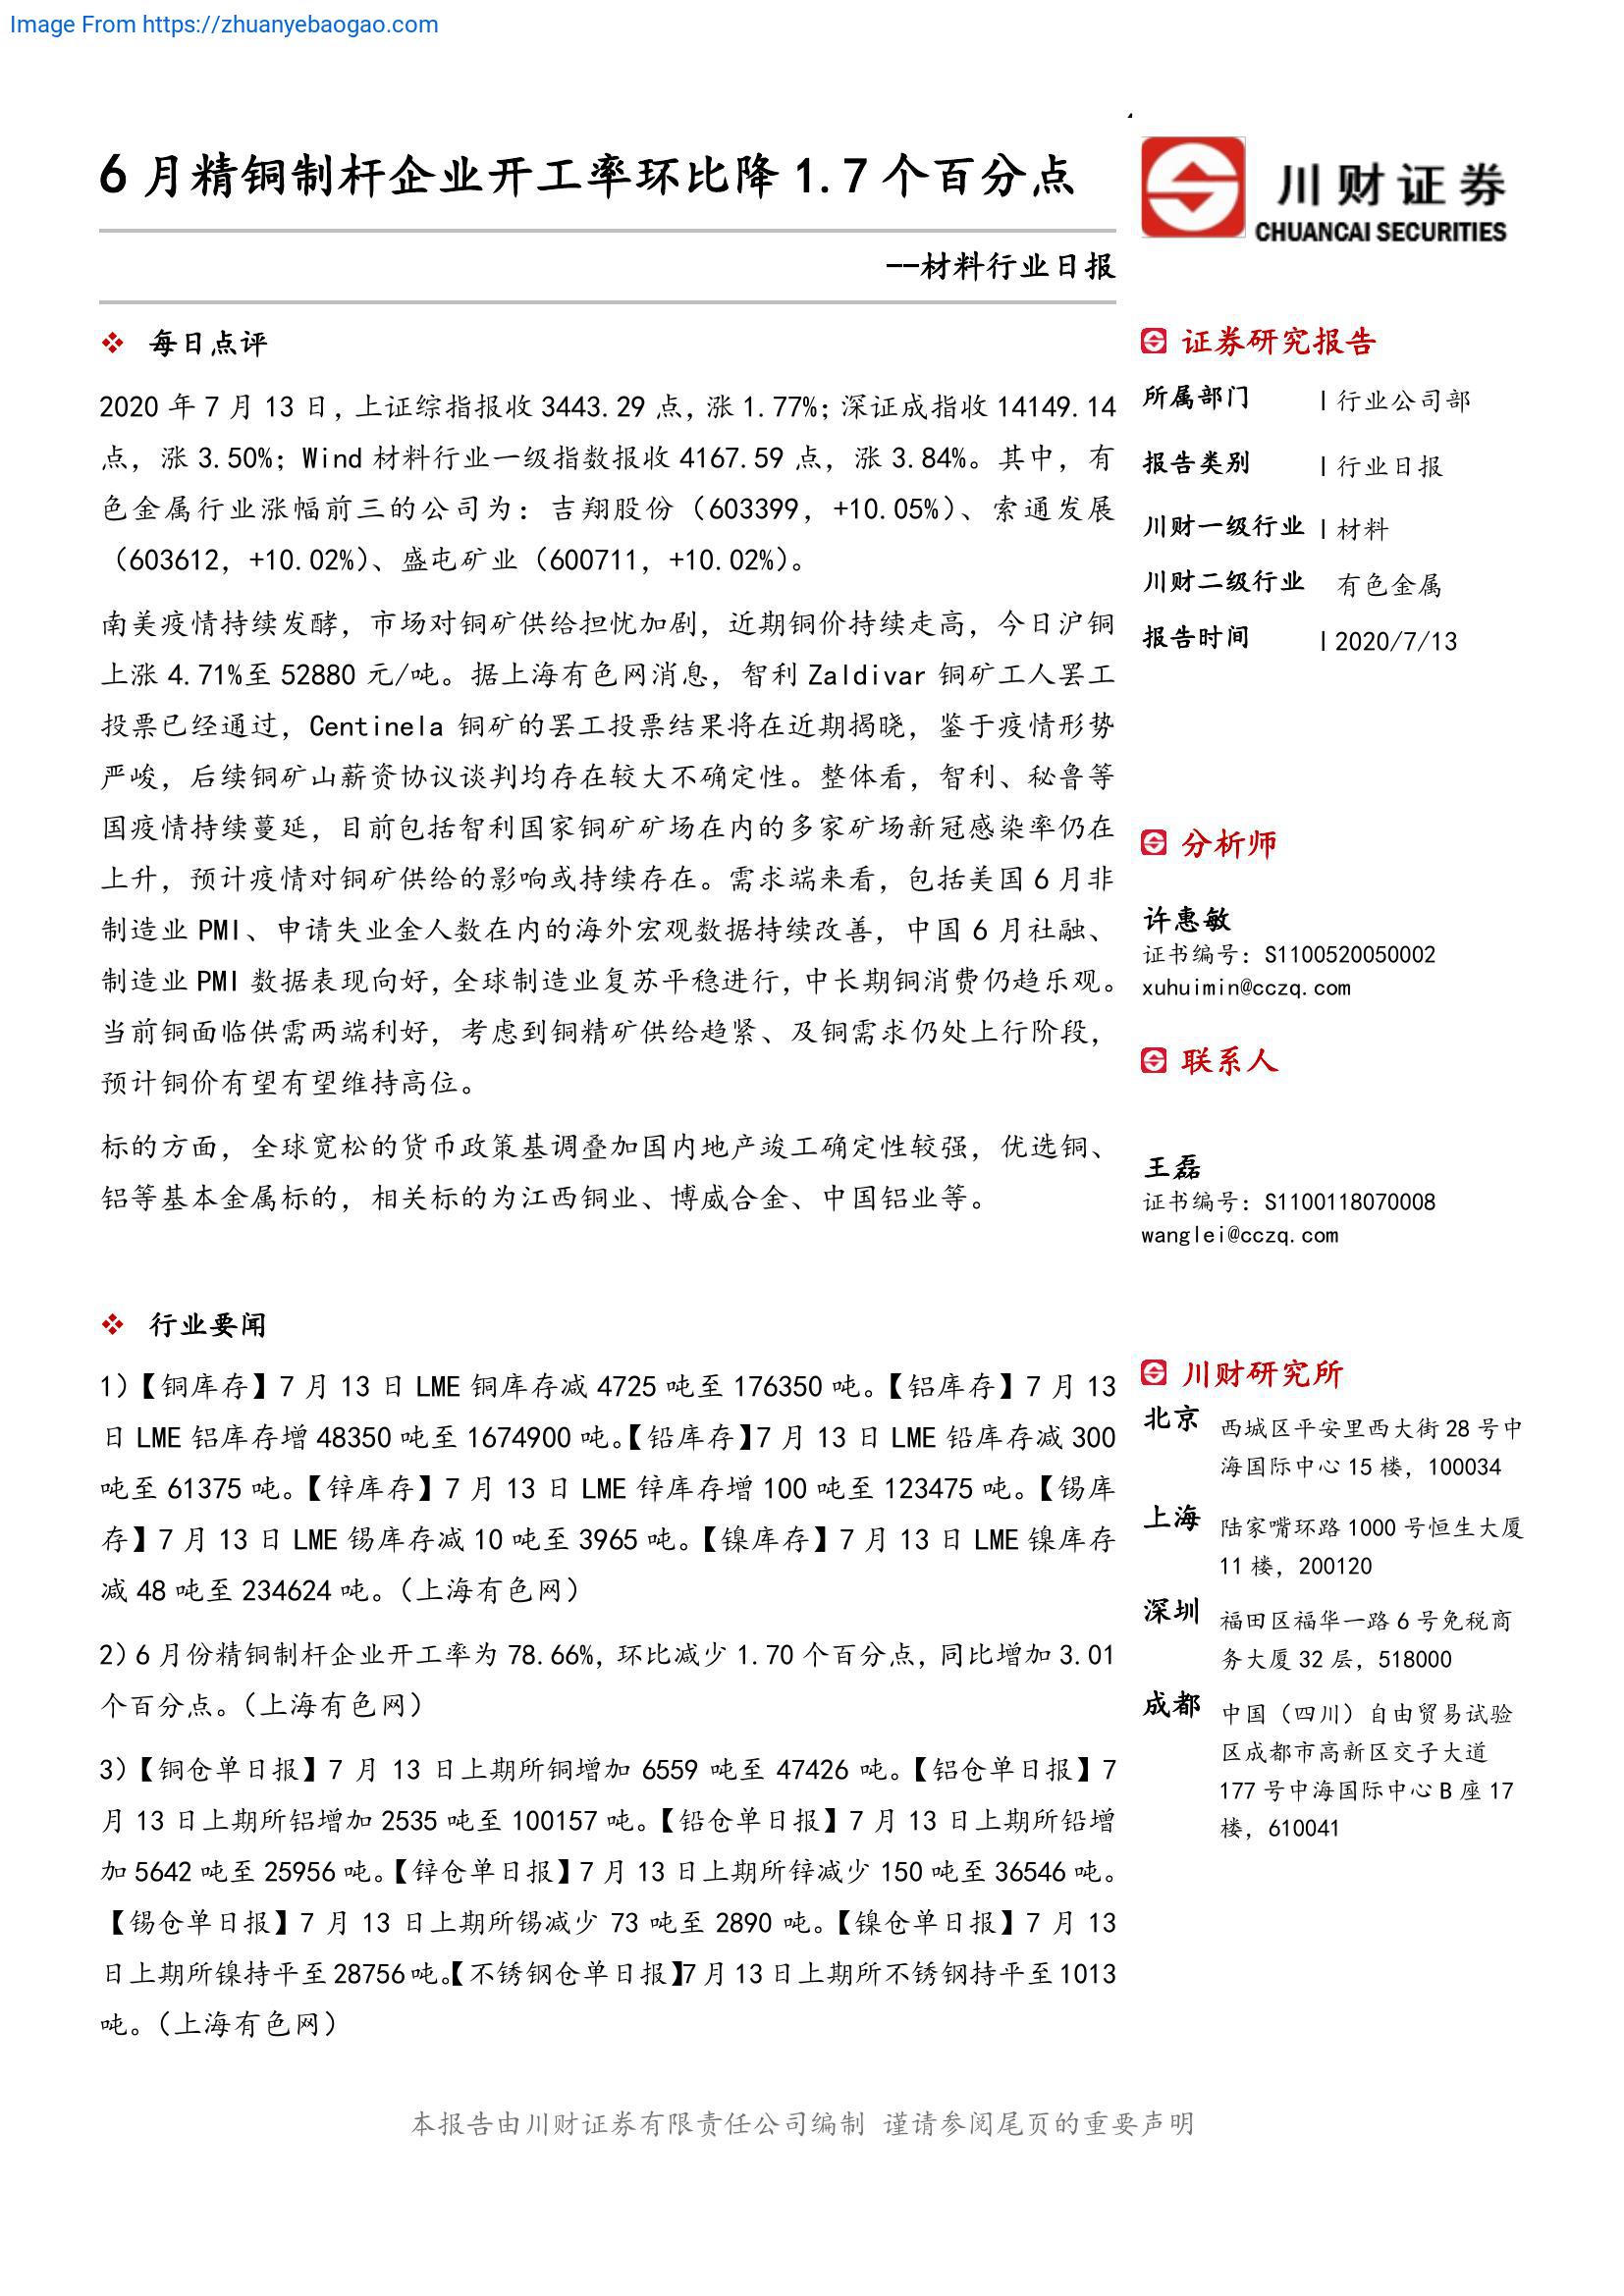 Image From https://zhuanyebaogao.com
6 月精铜制杆企业开工率环比降 1.7 个百分点
川财证券
CHUANCAI SECURITIES
--材料行业日报
每日点评
2020 年 7 月 13 日，上证综指报收 3443.29 点，涨 1.77%；深证成指收 14149.14
点，涨 3.50%；Wind 材料行业一级指数报收 4167.59 点，涨 3.84%。其中，有
色金属行业涨幅前三的公司为：吉翔股份（603399，+10.05%）、索通发展
（603612，+10.02%）、盛屯矿业（600711，+10.02%）。
南美疫情持续发酵，市场对铜矿供给担忧加剧，近期铜价持续走高，今日沪铜
上涨 4.71%至 52880 元/吨。据上海有色网消息，智利 Zaldivar 铜矿工人罢工
投票已经通过，Centinela 铜矿的罢工投票结果将在近期揭晓，鉴于疫情形势
严峻，后续铜矿山薪资协议谈判均存在较大不确定性。整体看，智利、秘鲁等
国疫情持续蔓延，目前包括智利国家铜矿矿场在内的多家矿场新冠感染率仍在
上升，预计疫情对铜矿供给的影响或持续存在。需求端来看，包括美国 6 月非
制造业 PMI、申请失业金人数在内的海外宏观数据持续改善，中国 6 月社融、
制造业 PMI 数据表现向好，全球制造业复苏平稳进行，中长期铜消费仍趋乐观。
当前铜面临供需两端利好，考虑到铜精矿供给趋紧、及铜需求仍处上行阶段，
预计铜价有望有望维持高位。
标的方面，全球宽松的货币政策基调叠加国内地产竣工确定性较强，优选铜、
铝等基本金属标的，相关标的为江西铜业、博威合金、中国铝业等。
行业要闻
1）【铜库存】7 月 13 日 LME 铜库存减 4725 吨至 176350 吨。【铝库存】7 月 13
日 LME 铝库存增 48350 吨至 1674900 吨。【铅库存】7 月 13 日 LME 铅库存减 300
吨至 61375 吨。【锌库存】7 月 13 日 LME 锌库存增 100 吨至 123475 吨。【锡库
存】7 月 13 日 LME 锡库存减 10 吨至 3965 吨。【镍库存】7 月 13 日 LME 镍库存
减 48 吨至 234624 吨。（上海有色网）
2）6 月份精铜制杆企业开工率为 78.66%，环比减少 1.70 个百分点，同比增加 3.01
个百分点。（上海有色网）
3）【铜仓单日报】7 月 13 日上期所铜增加 6559 吨至 47426 吨。【铝仓单日报】7
月 13 日上期所铝增加 2535 吨至 100157 吨。【铅仓单日报】7 月 13 日上期所铅增
加 5642 吨至 25956 吨。【锌仓单日报】7 月 13 日上期所锌减少 150 吨至 36546 吨。
【锡仓单日报】7 月 13 日上期所锡减少 73 吨至 2890 吨。【镍仓单日报】7 月 13
日上期所镍持平至 28756 吨。【不锈钢仓单日报】7 月 13 日上期所不锈钢持平至 1013
吨。（上海有色网）
证券研究报告
所属部门 | 行业公司部
报告类别 | 行业日报
川财一级行业 | 材料
川财二级行业 有色金属
报告时间 | 2020/7/13
分析师
许惠敏
证书编号：S1100520050002
xuhuimin@cczq.com
联系人
王磊
证书编号：S1100118070008
wanglei@cczq.com
川财研究所
北京 西城区平安里西大街 28 号中
海国际中心 15 楼，100034
上海 陆家嘴环路 1000 号恒生大厦
11 楼，200120
深圳 福田区福华一路 6 号免税商
务大厦 32 层，518000
成都 中国（四川）自由贸易试验
区成都市高新区交子大道
177 号中海国际中心 B 座 17
楼，610041
本报告由川财证券有限责任公司编制 谨请参阅尾页的重要声明